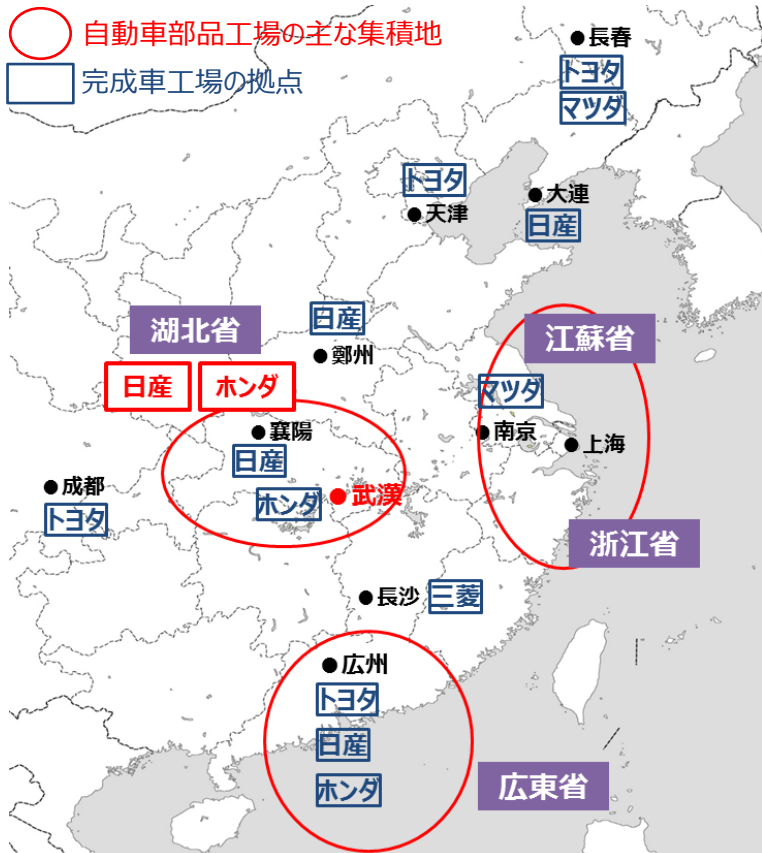 自動車部品工場の主な集積地
完成車工場の拠点
長春
トヨタ
マツダ
トヨタ
天津
大連
日産
湖北省
日産
ホンダ
日産
鄭州
江蘇省
マツダ
南京
上海
浙江省
襄陽
日産
ホンダ
武漢
成都
トヨタ
長沙
三菱
広州
トヨタ
日産
ホンダ
広東省